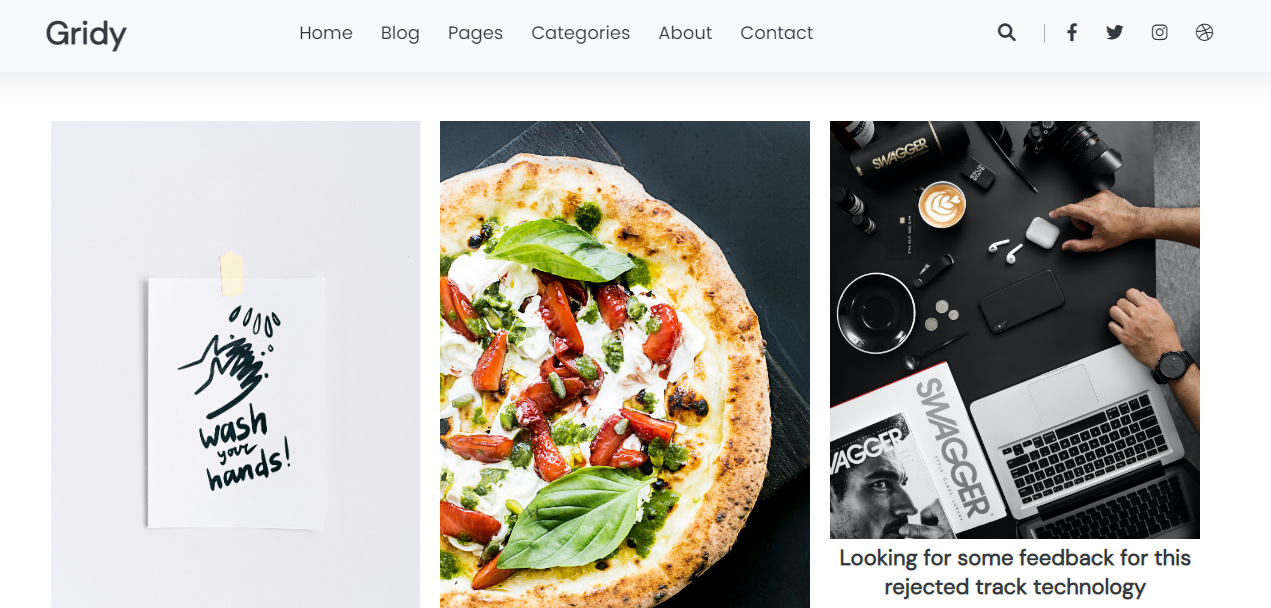 Gridy
Home Blog Pages Categories About Contact
wash
your
hands!
SWAGGER
SWAGGER
SWAGGER
Looking for some feedback for this
rejected track technology